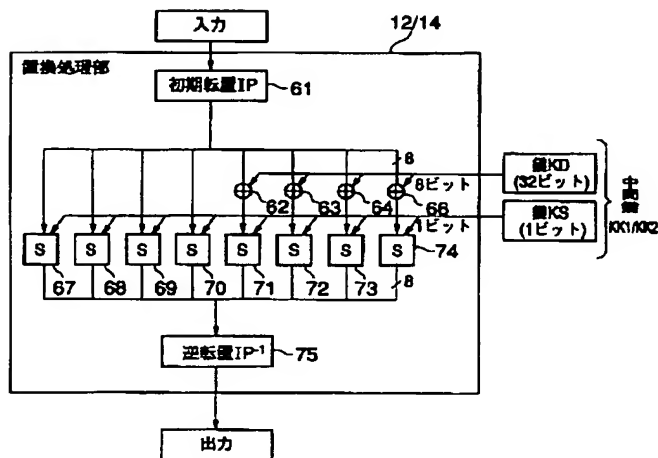 入力
12/14
置換処理部
初期転置IP
61
8
8ビット
鍵KD
(32ビット)
62
63
64
66
1ビット
鍵KS
(1ビット)
中間鍵
KK1/KK2
S
S
S
S
S
S
S
S
74
67
68
69
70
71
72
73
8
逆転置IP-1
75
出力